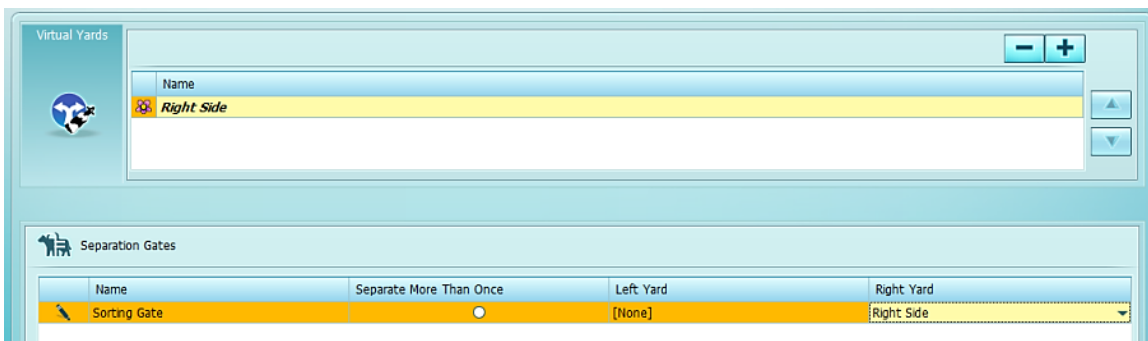 Virtual Yards
Name
Right Side
Separation Gates
Name Separate More Than Once Left Yard Right Yard
Sorting Gate [None] Right Side